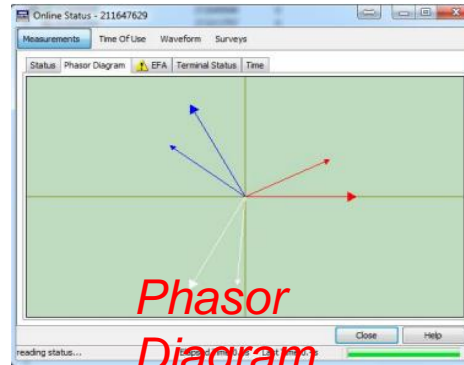 Online Status - 211647629
Measurements Time Of Use Waveform Surveys
Status Phasor Diagram EFA Terminal Status Time
Phasor
Diagram
Close Help
reading status...